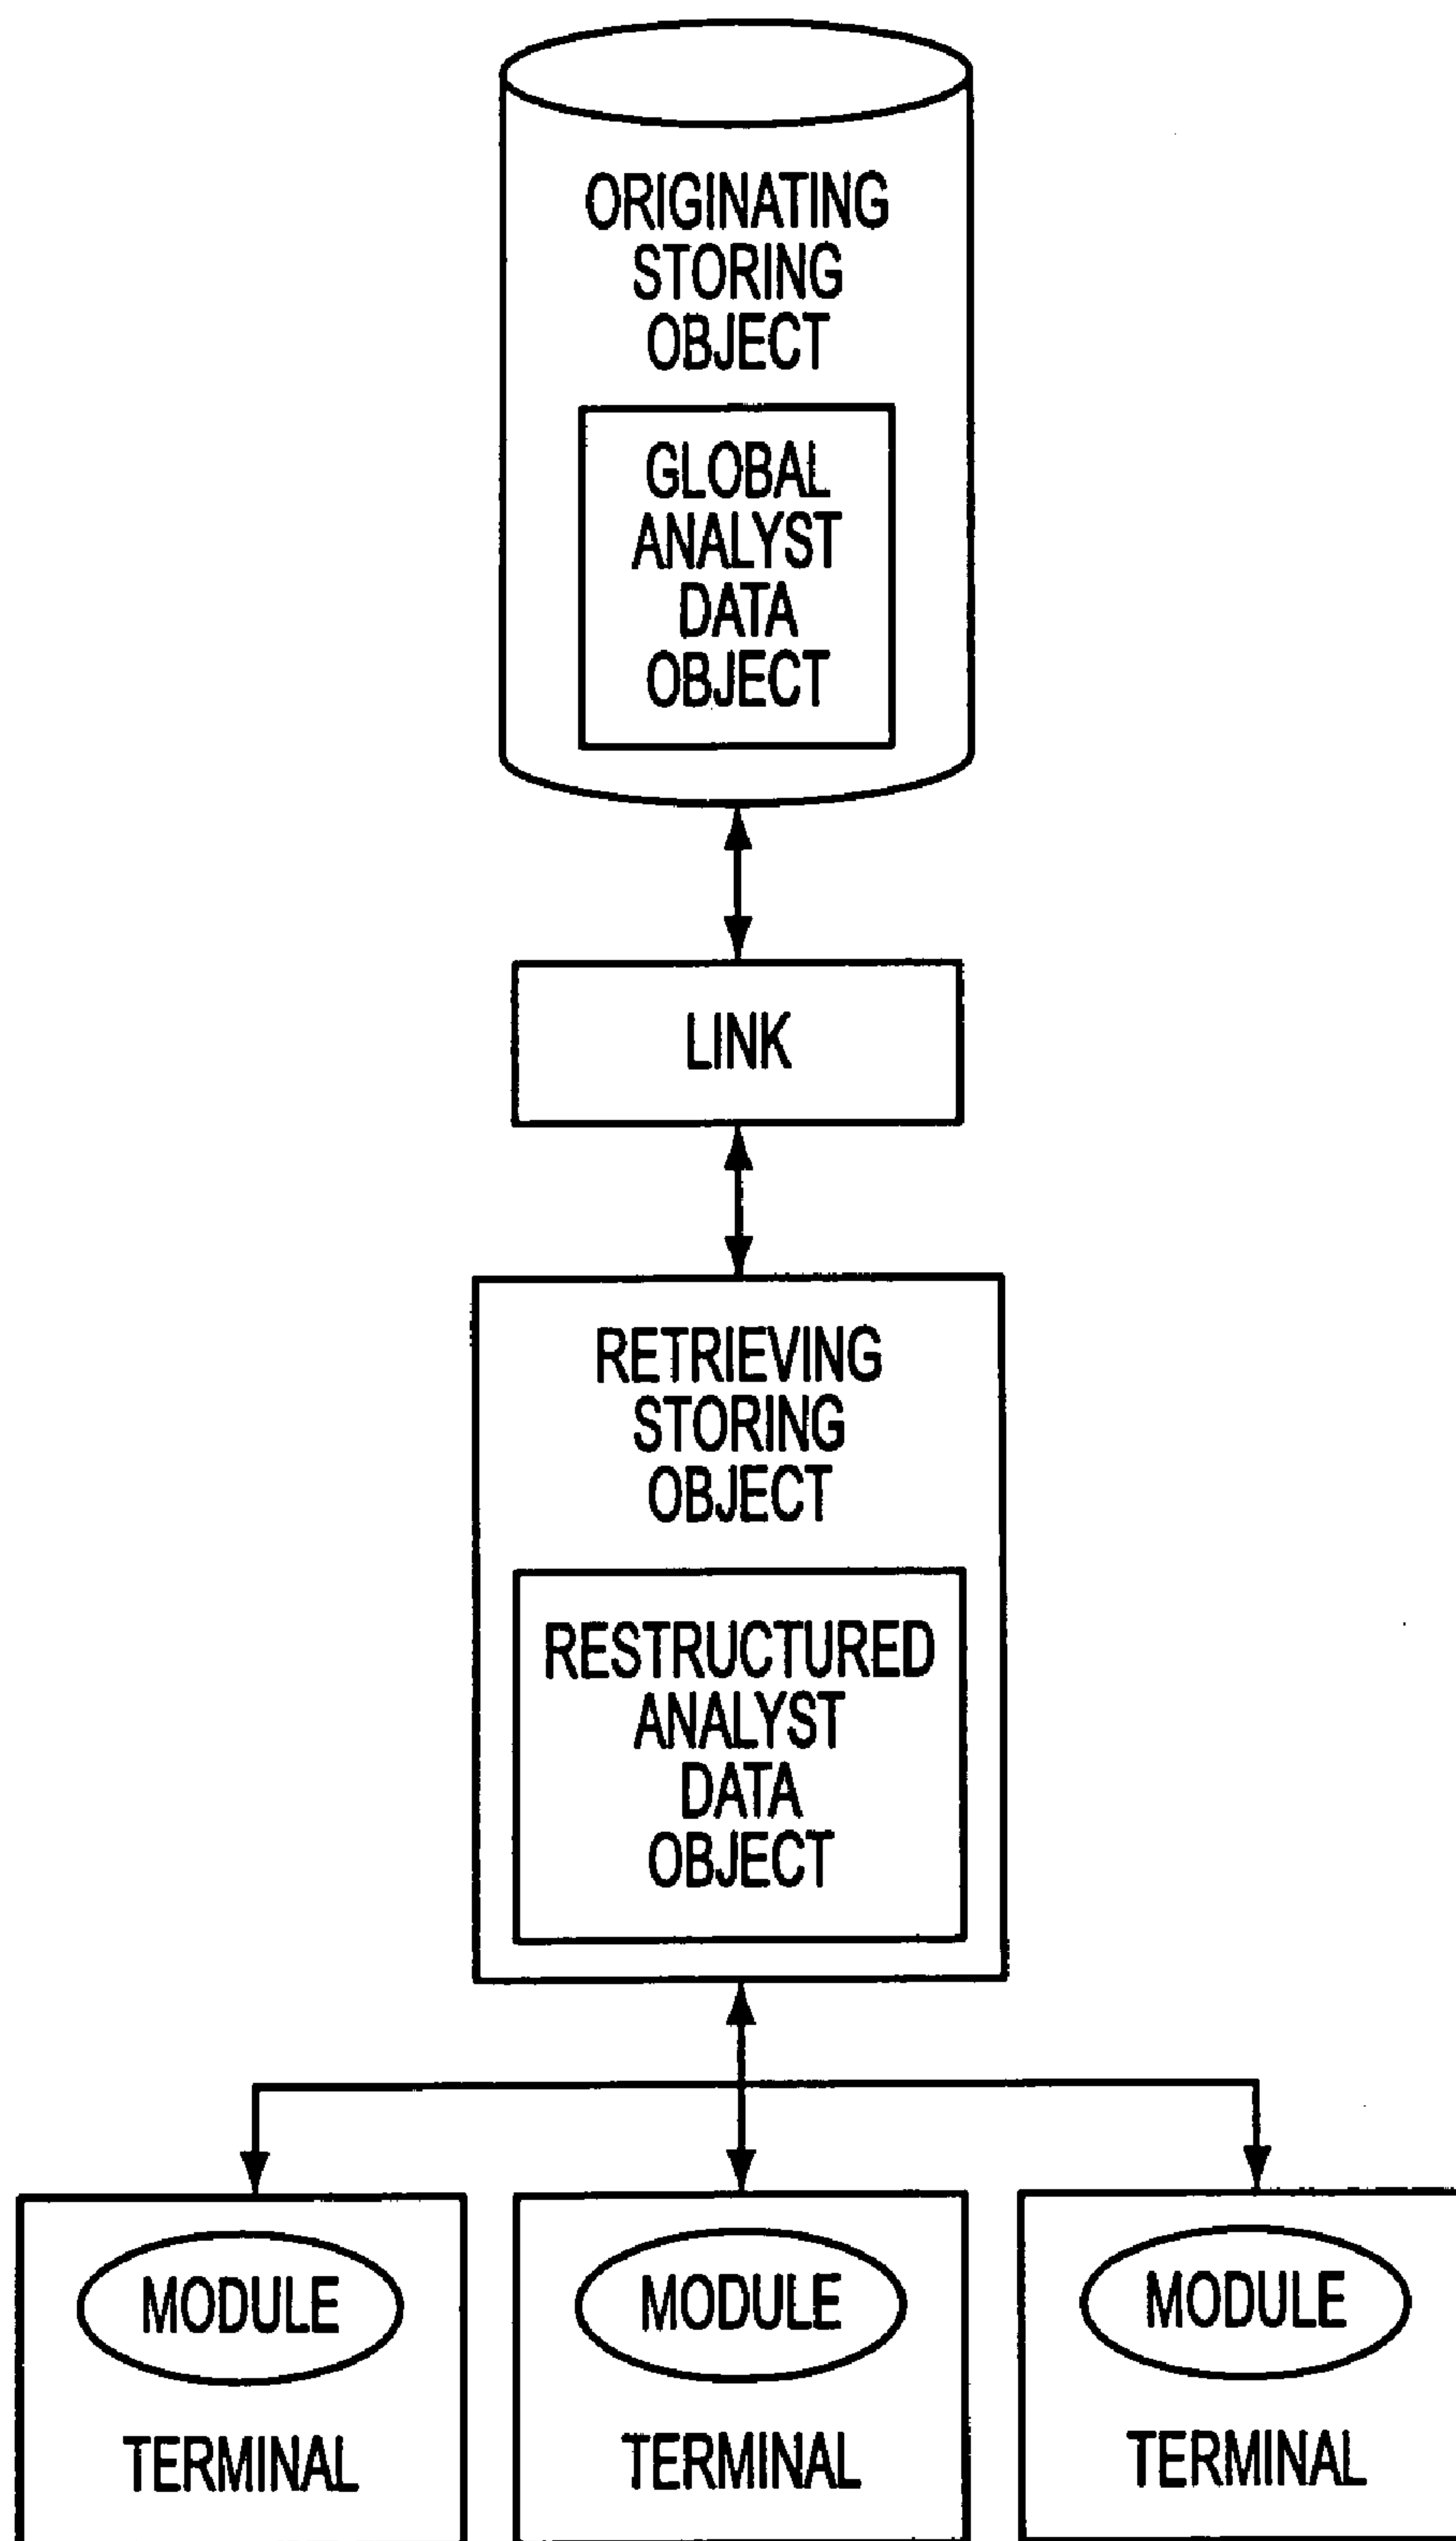 ORIGINATING
STORING
OBJECT
GLOBAL
ANALYST
DATA
OBJECT
LINK
RETRIEVING
STORING
OBJECT
RESTRUCTURED
ANALYST
DATA
OBJECT
MODULE
TERMINAL
MODULE
TERMINAL
MODULE
TERMINAL